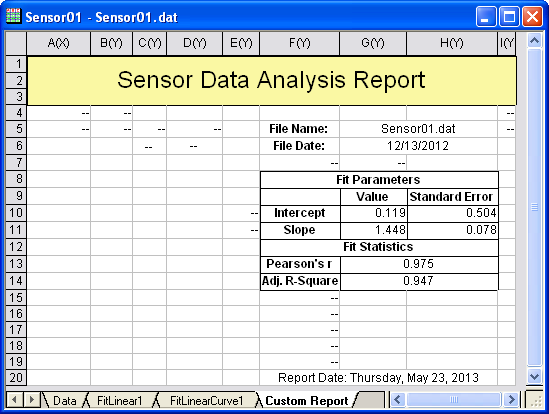 Sensor01 - Sensor01.dat
A(X) B(Y) C(Y) D(Y) E(Y) F(Y) G(Y) H(Y) I(Y
1
2 Sensor Data Analysis Report
3
4 -- -- --
5 -- -- -- -- File Name: Sensor01.dat --
6 -- -- File Date: 12/13/2012
7 -- --
8 Fit Parameters
9 Value Standard Error
10 -- Intercept 0.119 0.504
11 -- Slope 1.448 0.078
12 Fit Statistics
13 Pearson's r 0.975
14 Adj. R-Square 0.947
15 --
16 --
17 --
18 --
19 --
20 Report Date: Thursday, May 23, 2013
Data FitLinear1 FitLinearCurve1 Custom Report